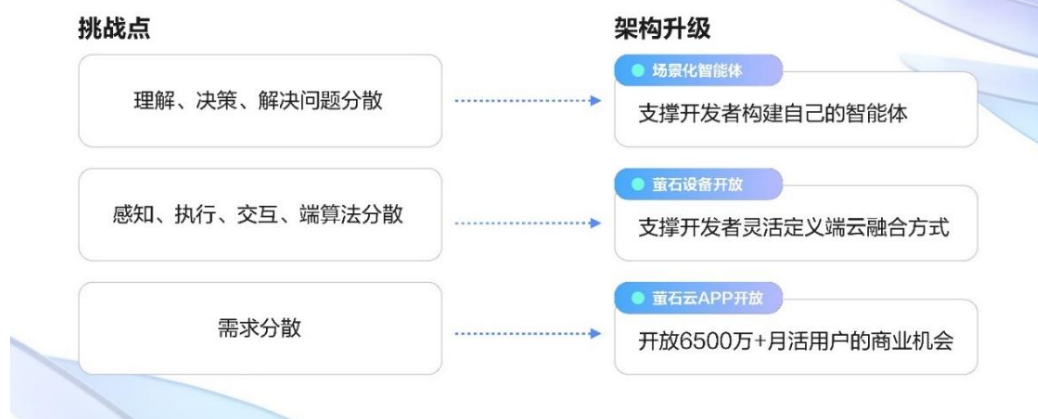 挑战点
架构升级
理解、决策、解决问题分散
场景化智能体
支撑开发者构建自己的智能体
感知、执行、交互、端算法分散
萤石设备开放
支撑开发者灵活定义端云融合方式
需求分散
萤石云APP开放
开放6500万+月活用户的商业机会